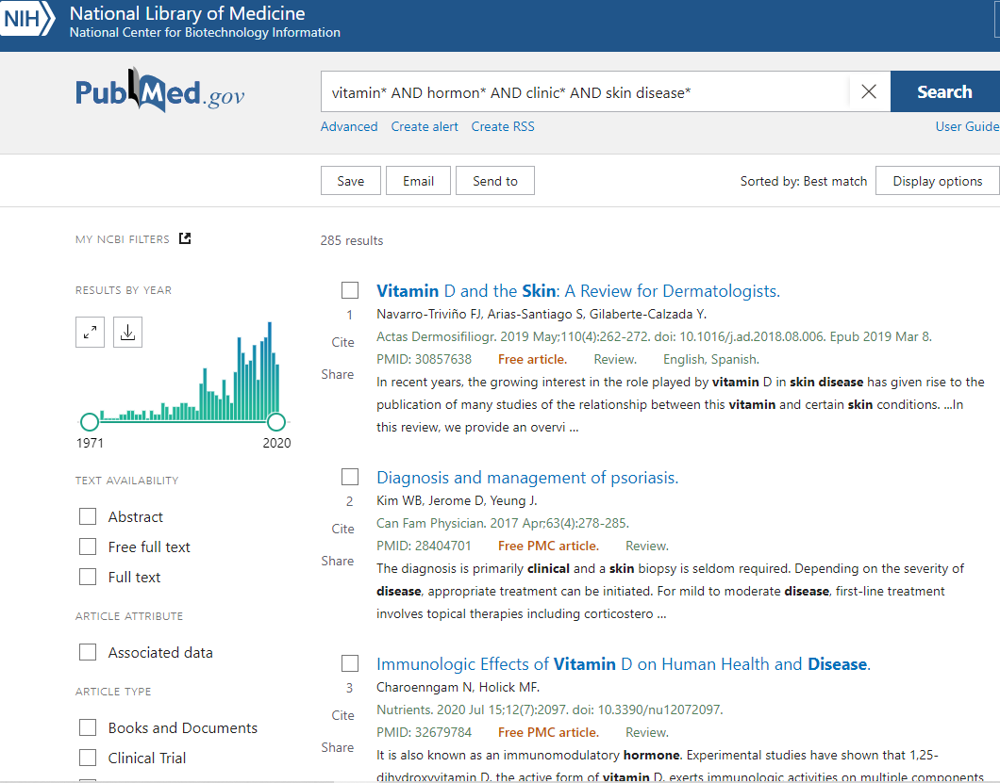 NIH
National Library of Medicine
National Center for Biotechnology Information
PubMed.gov
vitamin* AND hormon* AND clinic* AND skin disease*
Search
Advanced Create alert Create RSS
User Guide
Save Email Send to
Sorted by: Best match Display options
MY NCBI FILTERS
285 results
RESULTS BY YEAR
1971 2020
TEXT AVAILABILITY
Abstract
Free full text
Full text
ARTICLE ATTRIBUTE
Associated data
ARTICLE TYPE
Books and Documents
Clinical Trial
Vitamin D and the Skin: A Review for Dermatologists.
1
Navarro-Triviño FJ, Arias-Santiago S, Gilaberte-Calzada Y.
Cite
Actas Dermosifiliogr. 2019 May;110(4):262-272. doi: 10.1016/j.ad.2018.08.006. Epub 2019 Mar 8.
PMID: 30857638 Free article. Review. English, Spanish.
Share
In recent years, the growing interest in the role played by vitamin D in skin disease has given rise to the
publication of many studies of the relationship between this vitamin and certain skin conditions. ...In
this review, we provide an overvi ...
Diagnosis and management of psoriasis.
2
Kim WB, Jerome D, Yeung J.
Cite
Can Fam Physician. 2017 Apr;63(4):278-285.
PMID: 28404701 Free PMC article. Review.
Share
The diagnosis is primarily clinical and a skin biopsy is seldom required. Depending on the severity of
disease, appropriate treatment can be initiated. For mild to moderate disease, first-line treatment
involves topical therapies including corticostero ...
Immunologic Effects of Vitamin D on Human Health and Disease.
3
Charoenngam N, Holick MF.
Cite
Nutrients. 2020 Jul 15;12(7):2097. doi: 10.3390/nu12072097.
PMID: 32679784 Free PMC article. Review.
Share
It is also known as an immunomodulatory hormone. Experimental studies have shown that 1,25-
dihydroxyvitamin D, the active form of vitamin D, exerts immunologic activities on multiple components